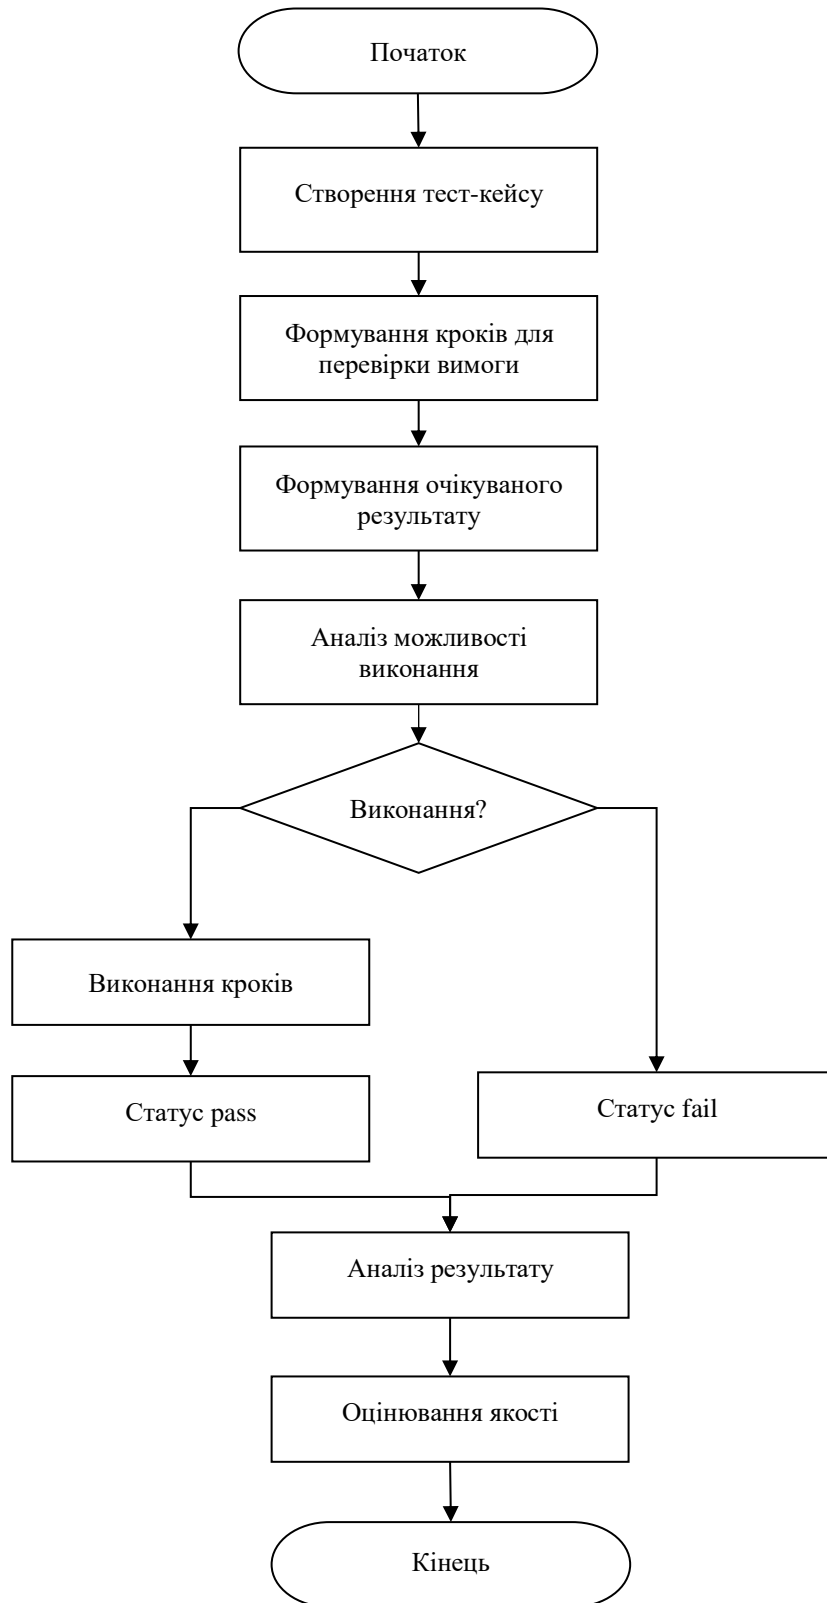 Початок
Створення тест-кейсу
Формування кроків для
перевірки вимоги
Формування очікуваного
результату
Аналіз можливості
виконання
Виконання?
Виконання кроків
Статус pass
Статус fail
Аналіз результату
Оцінювання якості
Кінець